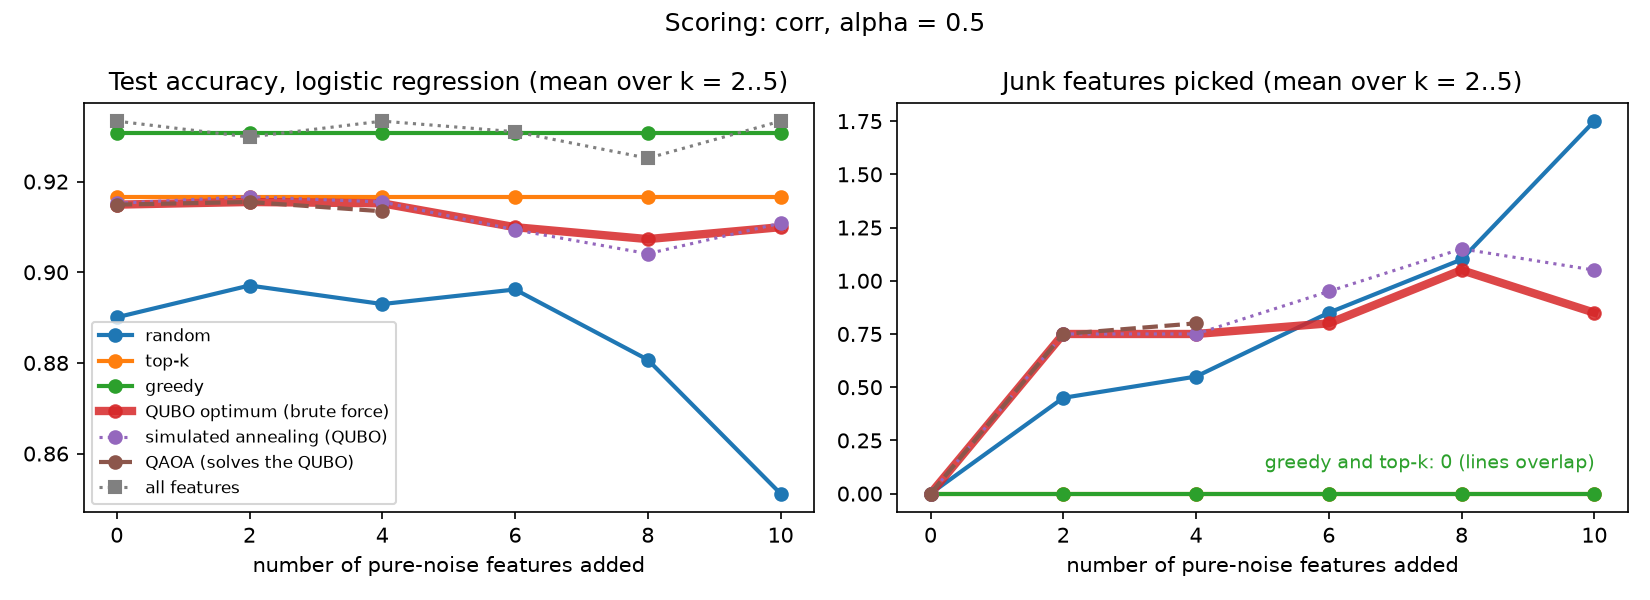 Scoring: corr, alpha = 0.5
Test accuracy, logistic regression (mean over k = 2..5)
0.92
0.90
0.88
0.86
random
top-k
greedy
QUBO optimum (brute force)
simulated annealing (QUBO)
QAOA (solves the QUBO)
all features
0 2 4 6 8 10
number of pure-noise features added
Junk features picked (mean over k = 2..5)
1.75
1.50
1.25
1.00
0.75
0.50
0.25
0.00
greedy and top-k: 0 (lines overlap)
0 2 4 6 8 10
number of pure-noise features added